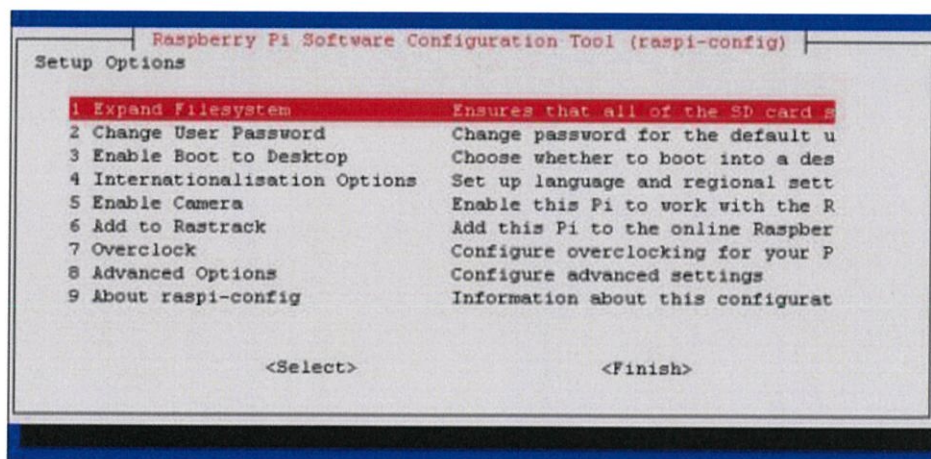 Raspberry Pi Software Configuration Tool (raspi-config)
Setup Options
1 Expand Filesystem Ensures that all of the SD card s
2 Change User Password Change password for the default u
3 Enable Boot to Desktop Choose whether to boot into a des
4 Internationalisation Options Set up language and regional sett
5 Enable Camera Enable this Pi to work with the R
6 Add to Rastrack Add this Pi to the online Raspber
7 Overclock Configure overclocking for your P
8 Advanced Options Configure advanced settings
9 About raspi-config Information about this configurat
<Select> <Finish>